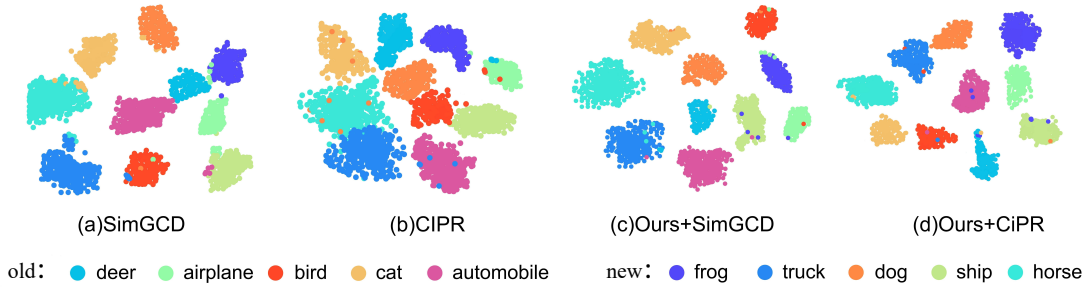 (a)SimGCD (b)CIPR (c)Ours+SimGCD (d)Ours+CiPR
old: deer airplane bird cat automobile new: frog truck dog ship horse